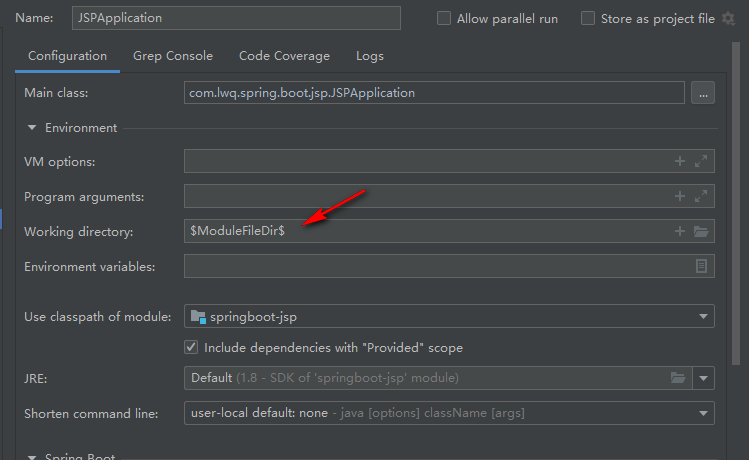 Name: JSPApplication Allow parallel run Store as project file
Configuration Grep Console Code Coverage Logs
Main class: com.lwq.spring.boot.jsp.JSPApplication ...
Environment
VM options:
Program arguments:
Working directory: $ModuleFileDir$
Environment variables:
Use classpath of module: springboot-jsp
Include dependencies with "Provided" scope
JRE: Default (1.8 - SDK of 'springboot-jsp' module)
Shorten command line: user-local default: none - java [options] className [args]
Spring Boot